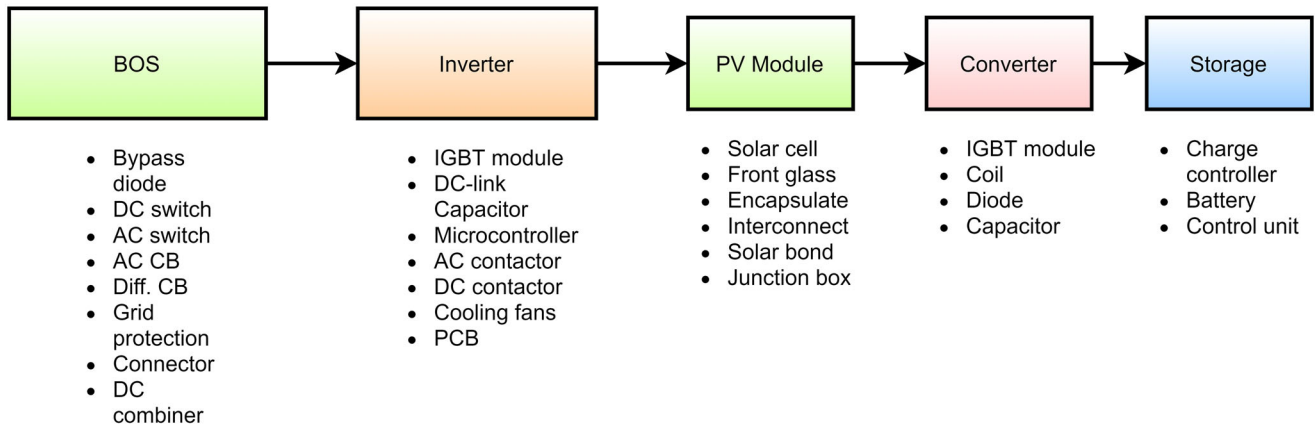 BOS
Inverter
PV Module
Converter
Storage
• Bypass
diode
• DC switch
• AC switch
• AC CB
• Diff. CB
• Grid
protection
• Connector
• DC
combiner
• IGBT module
• DC-link
Capacitor
• Microcontroller
• AC contactor
• DC contactor
• Cooling fans
• PCB
• Solar cell
• Front glass
• Encapsulate
• Interconnect
• Solar bond
• Junction box
• IGBT module
• Coil
• Diode
• Capacitor
• Charge
controller
• Battery
• Control unit